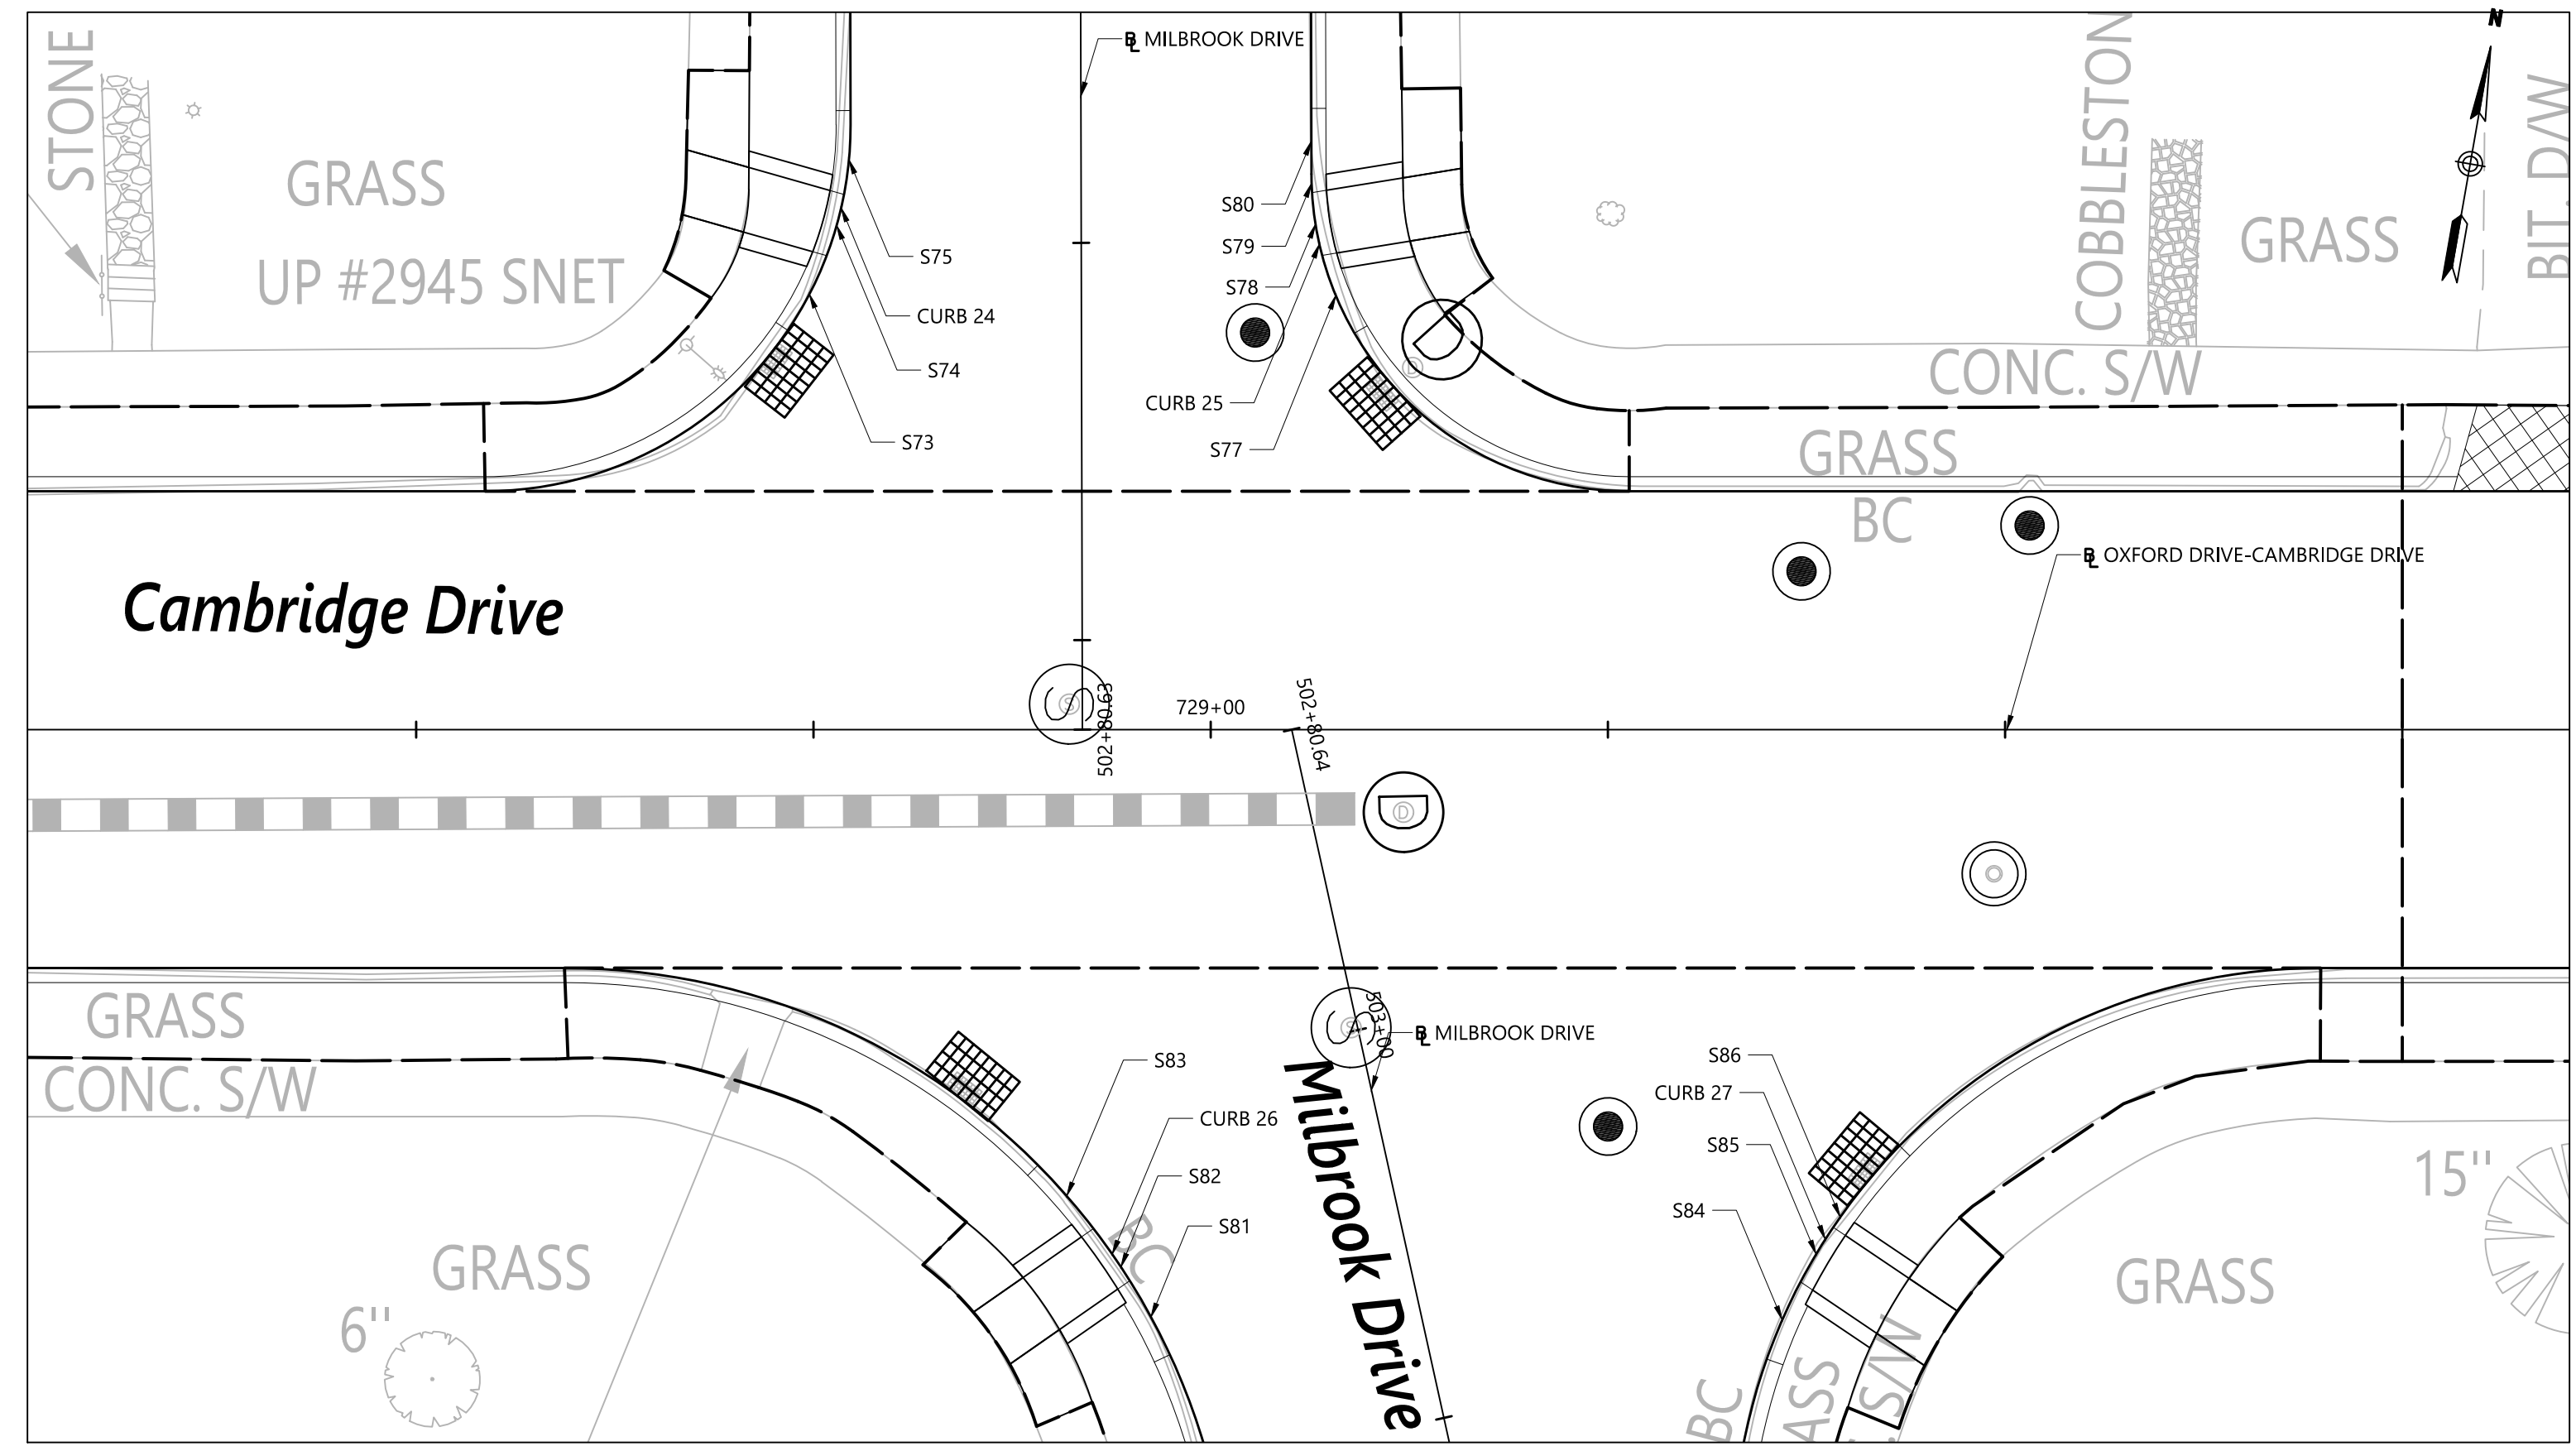 N
STONE
℄ MILBROOK DRIVE
COBBLESTON
BIT. D/W
GRASS
S80
GRASS
S79
S75
UP #2945 SNET
S78
CURB 24
S74
CONC. S/W
D
CURB 25
S73
S77
GRASS
BC
℄ OXFORD DRIVE-CAMBRIDGE DRIVE
Cambridge Drive
S
502+80.63
729+00
502+80.64
D
GRASS
S
503+00
℄ MILBROOK DRIVE
CONC. S/W
S83
S86
CURB 27
CURB 26
S85
S82
15"
S84
S81
BC
Milbrook Drive
GRASS
GRASS
6"
BC
ASS
. S/W